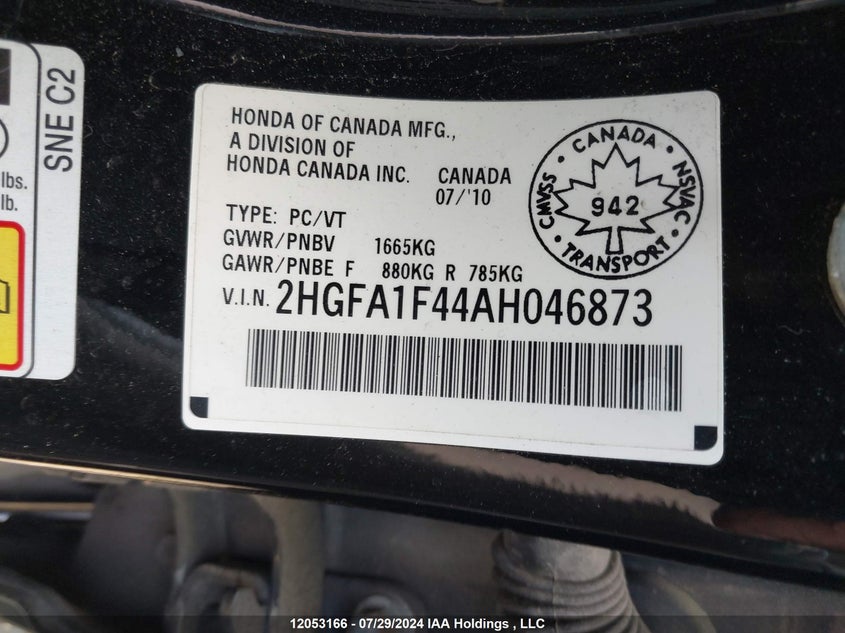 SNE C2
lbs.
lb.
HONDA OF CANADA MFG.,
A DIVISION OF
HONDA CANADA INC. CANADA
07/'10
TYPE: PC/VT
GVWR/PNBV 1665KG
GAWR/PNBE F 880KG R 785KG
V.I.N. 2HGFA1F44AH046873
• CANADA •
CMVSS
942
NSVAC
• TRANSPORT •
12053166 - 07/29/2024 IAA Holdings , LLC